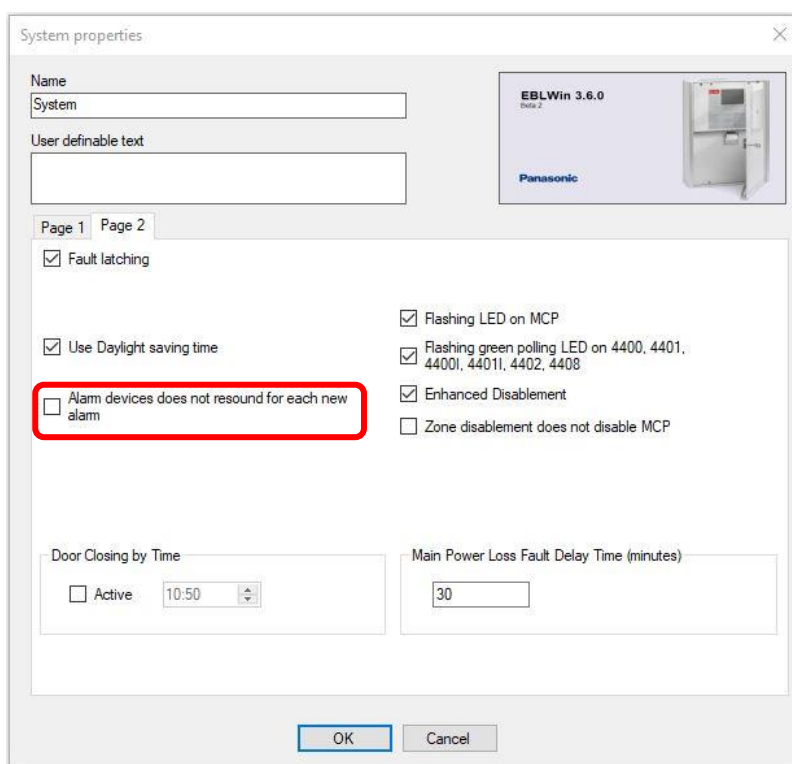 System properties
Name
System
EBLWin 3.6.0
Beta 2
User definable text
Panasonic
Page 1 Page 2
Fault latching
Flashing LED on MCP
Use Daylight saving time
Flashing green polling LED on 4400, 4401,
4400I, 4401I, 4402, 4408
Alarm devices does not resound for each new
alarm
Enhanced Disablement
Zone disablement does not disable MCP
Door Closing by Time
Main Power Loss Fault Delay Time (minutes)
Active 10:50
30
OK Cancel